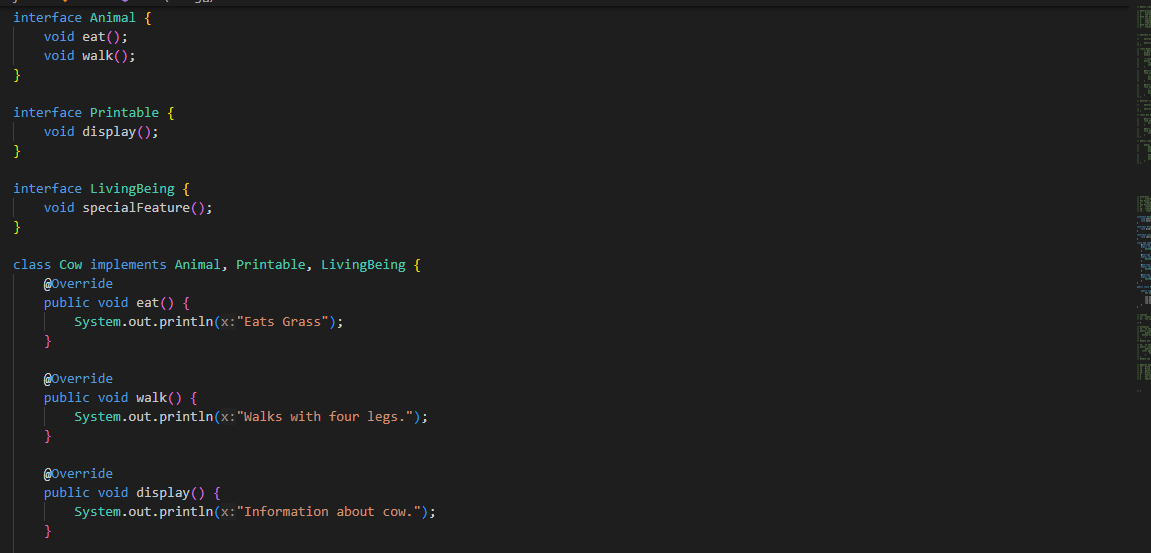 interface Animal {
    void eat();
    void walk();
}

interface Printable {
    void display();
}

interface LivingBeing {
    void specialFeature();
}

class Cow implements Animal, Printable, LivingBeing {
    @Override
    public void eat() {
        System.out.println(x:"Eats Grass");
    }

    @Override
    public void walk() {
        System.out.println(x:"Walks with four legs.");
    }

    @Override
    public void display() {
        System.out.println(x:"Information about cow.");
    }